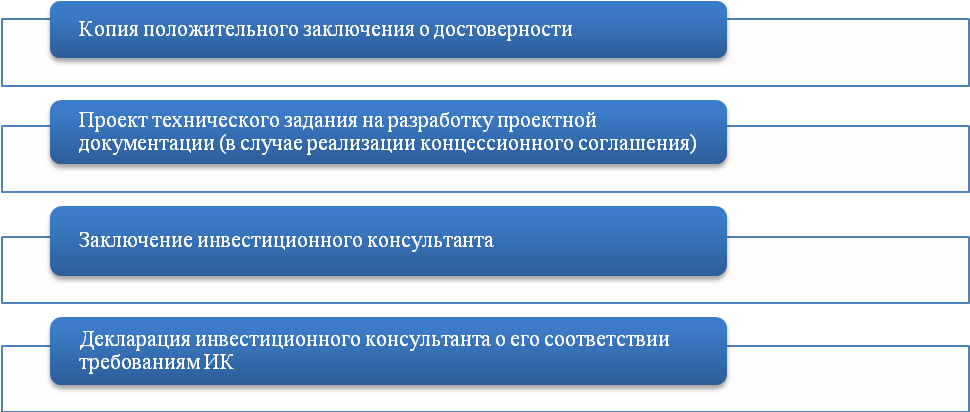 Копия положительного заключения о достоверности
Проект технического задания на разработку проектной
документации (в случае реализации концессионного соглашения)
Заключение инвестиционного консультанта
Декларация инвестиционного консультанта о его соответствии
требованиям ИК